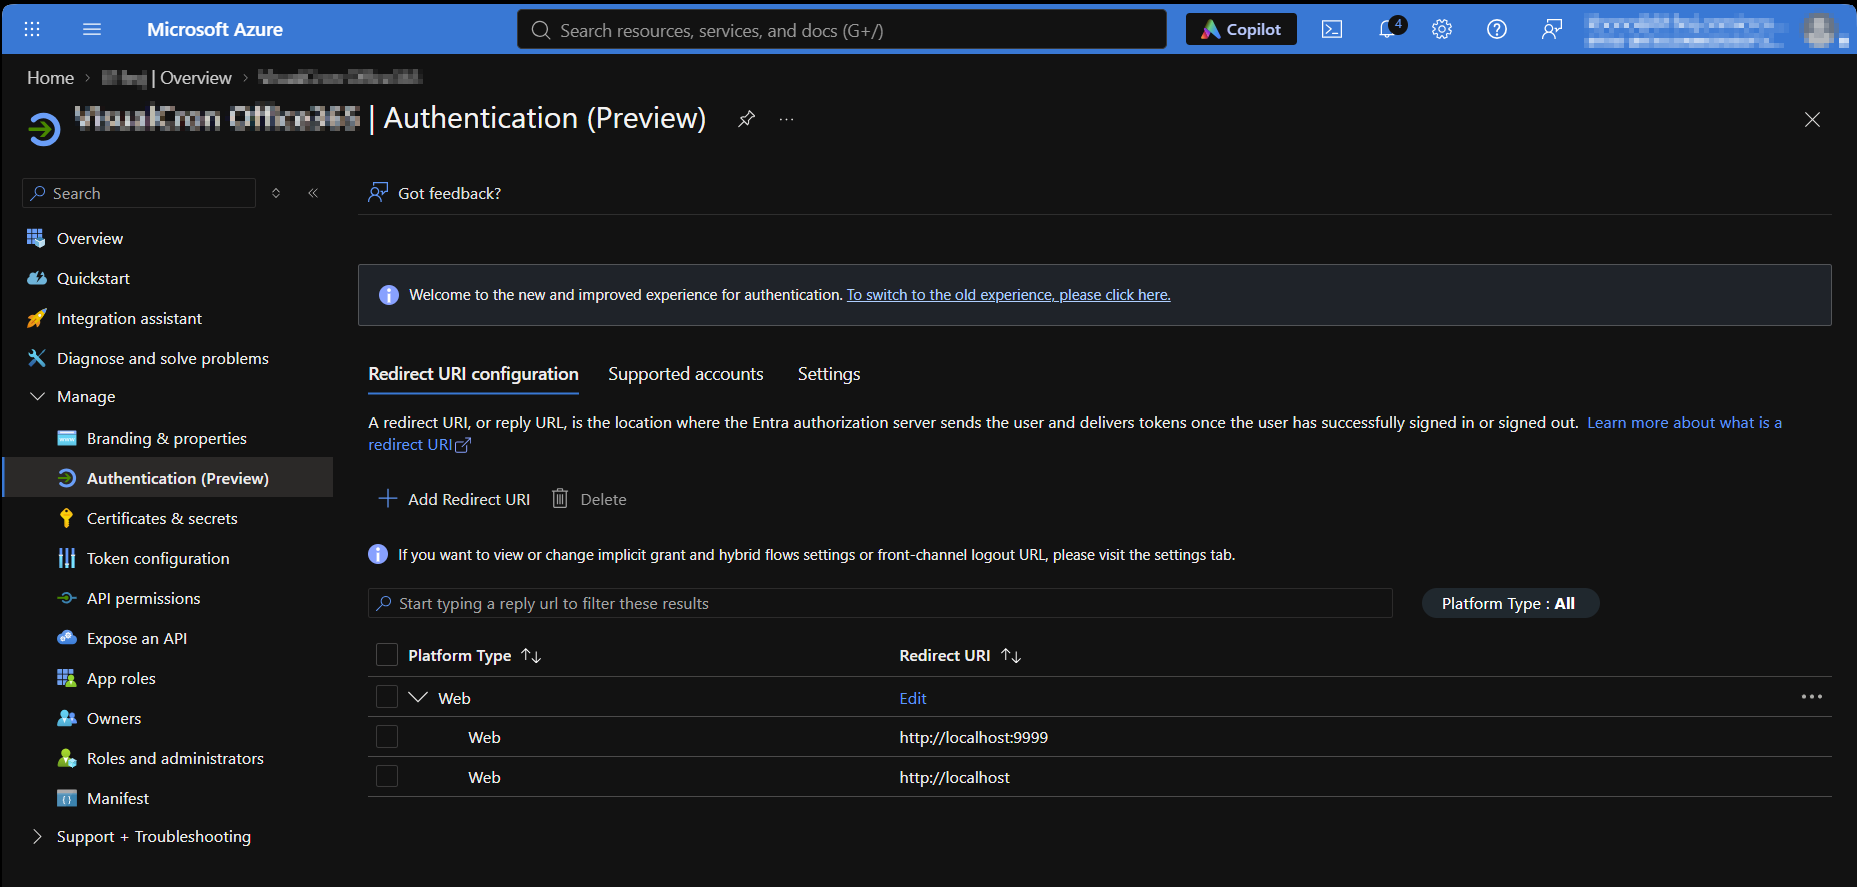 Microsoft Azure
Search resources, services, and docs (G+/)
Copilot
4
Home
| Overview
| Authentication (Preview)
Search
Got feedback?
Overview
Quickstart
Integration assistant
Diagnose and solve problems
Manage
Branding & properties
Authentication (Preview)
Certificates & secrets
Token configuration
API permissions
Expose an API
App roles
Owners
Roles and administrators
Manifest
Support + Troubleshooting
Welcome to the new and improved experience for authentication. To switch to the old experience, please click here.
Redirect URI configuration Supported accounts Settings
A redirect URI, or reply URL, is the location where the Entra authorization server sends the user and delivers tokens once the user has successfully signed in or signed out. Learn more about what is a
redirect URI
Add Redirect URI Delete
If you want to view or change implicit grant and hybrid flows settings or front-channel logout URL, please visit the settings tab.
Start typing a reply url to filter these results
Platform Type : All
Platform Type Redirect URI
Web Edit
Web http://localhost:9999
Web http://localhost